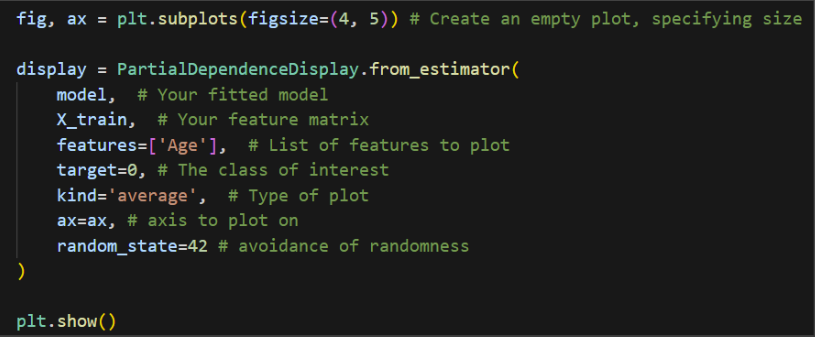 fig, ax = plt.subplots(figsize=(4, 5)) # Create an empty plot, specifying size
display = PartialDependenceDisplay.from_estimator(
model,  # Your fitted model
X_train,  # Your feature matrix
features=['Age'],  # List of features to plot
target=0, # The class of interest
kind='average',  # Type of plot
ax=ax, # axis to plot on
random_state=42 # avoidance of randomness
)
plt.show()